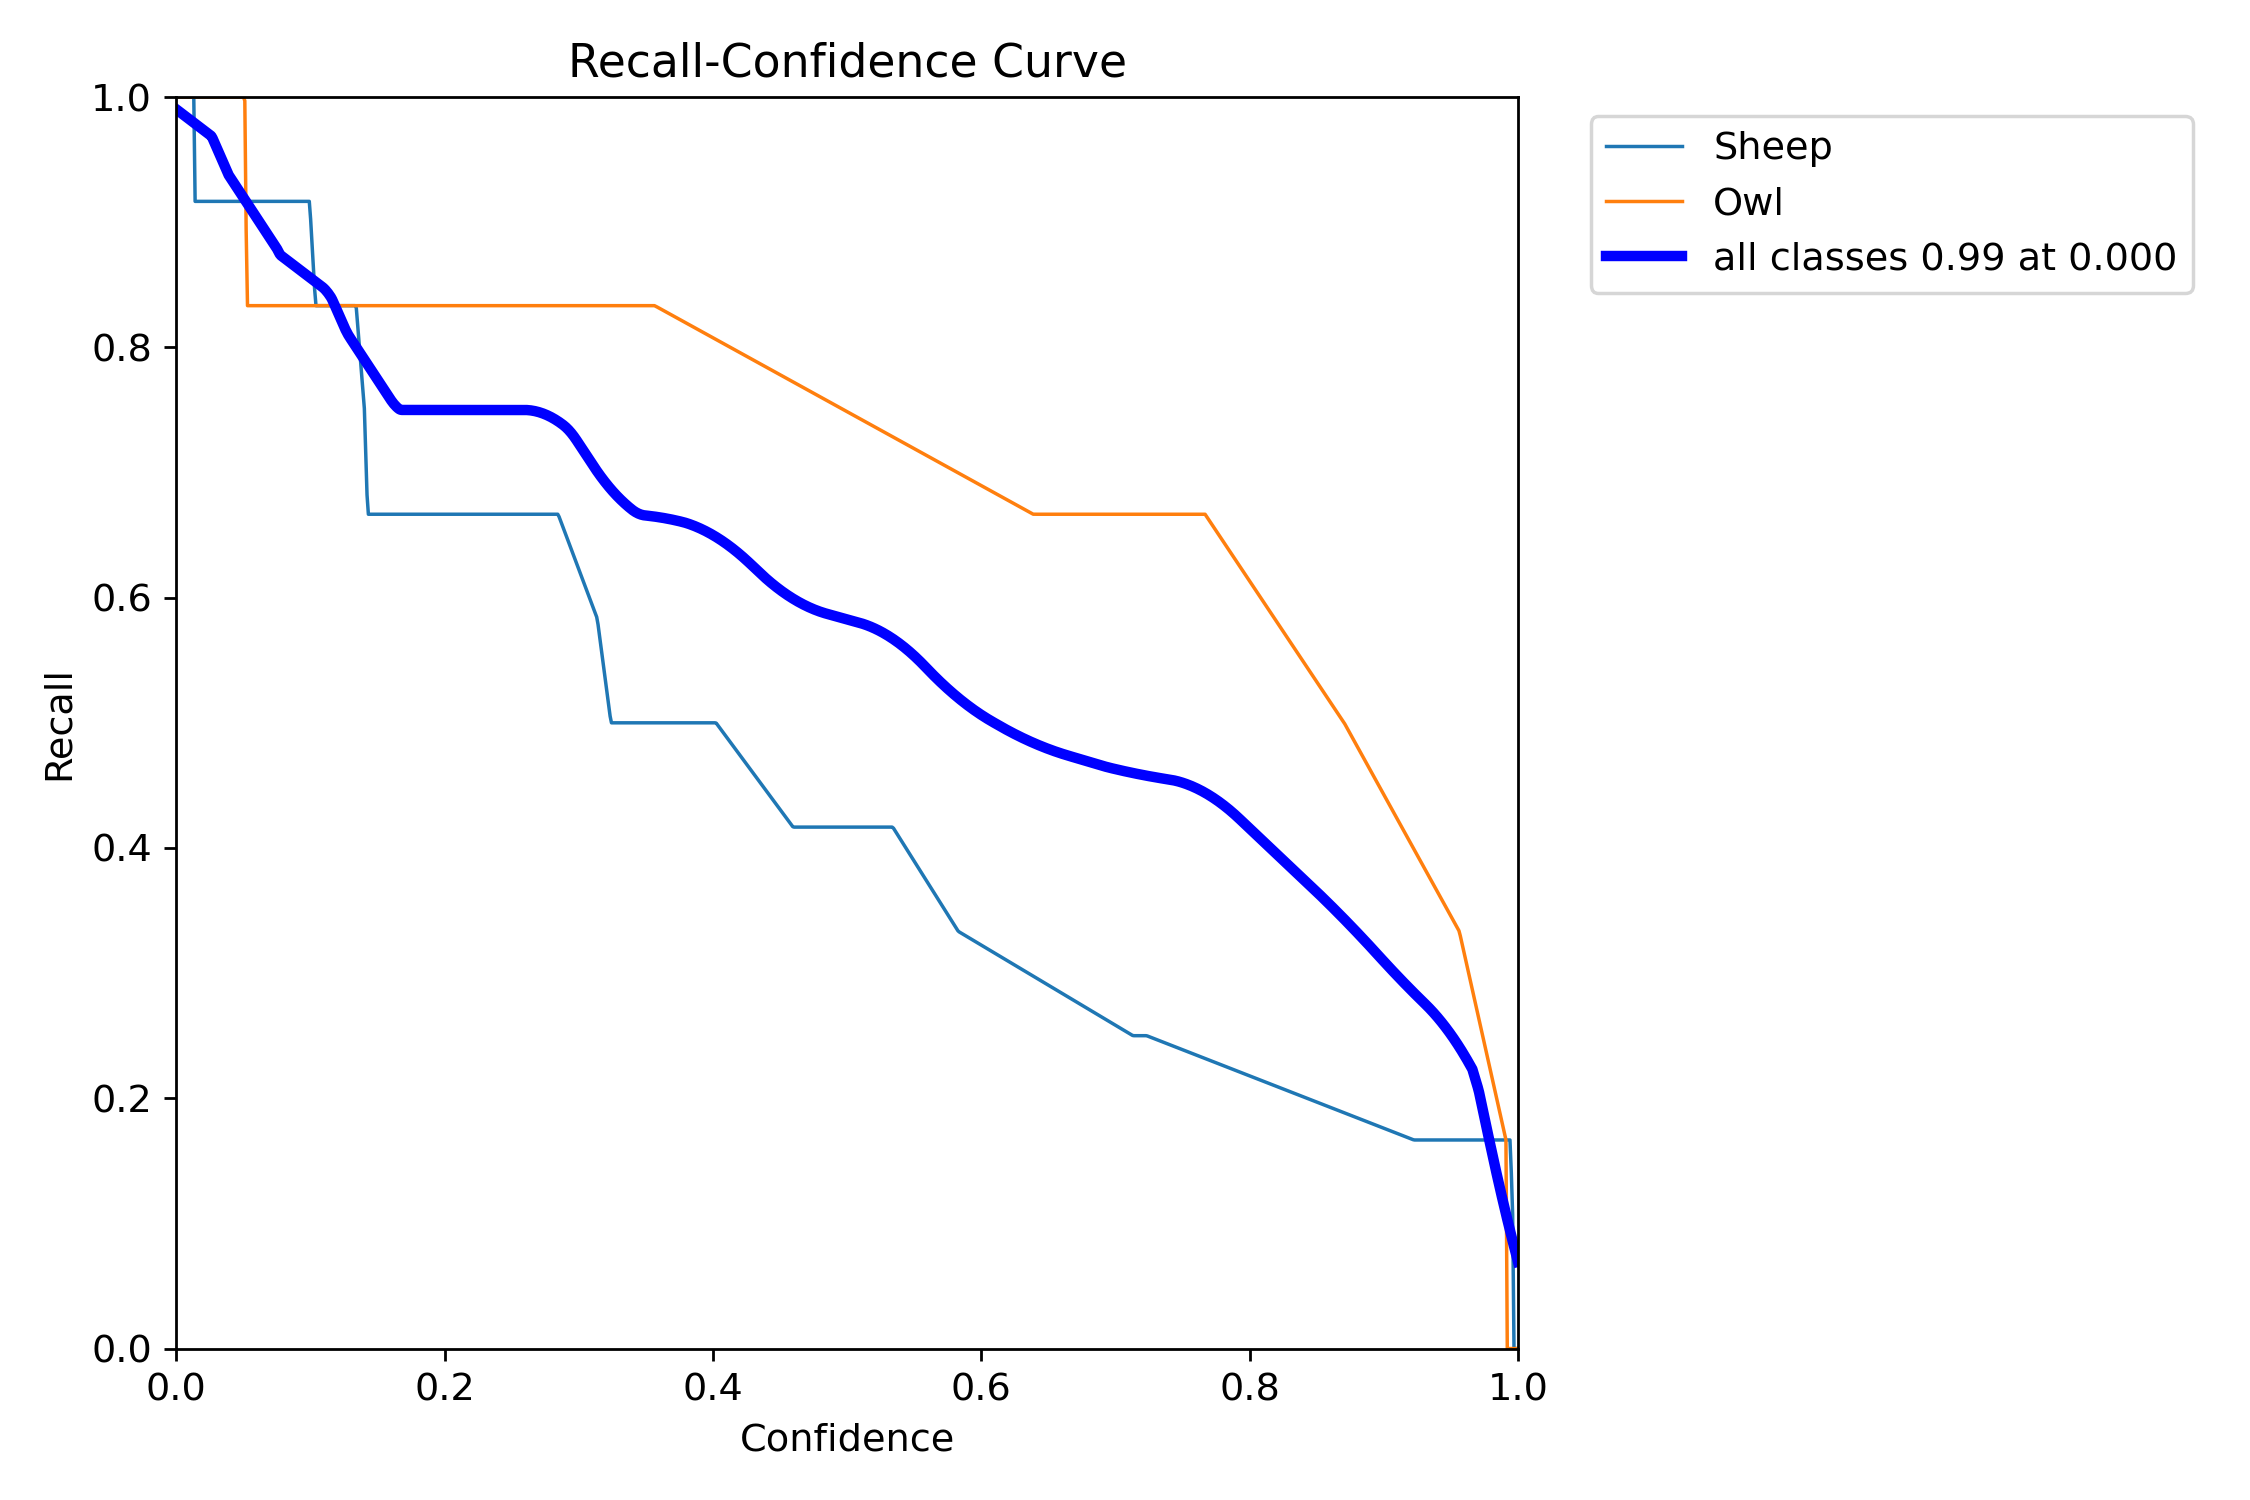 Recall-Confidence Curve
1.0
0.8
0.6
0.4
0.2
0.0
Recall
0.0 0.2 0.4 0.6 0.8 1.0
Confidence
Sheep
Owl
all classes 0.99 at 0.000